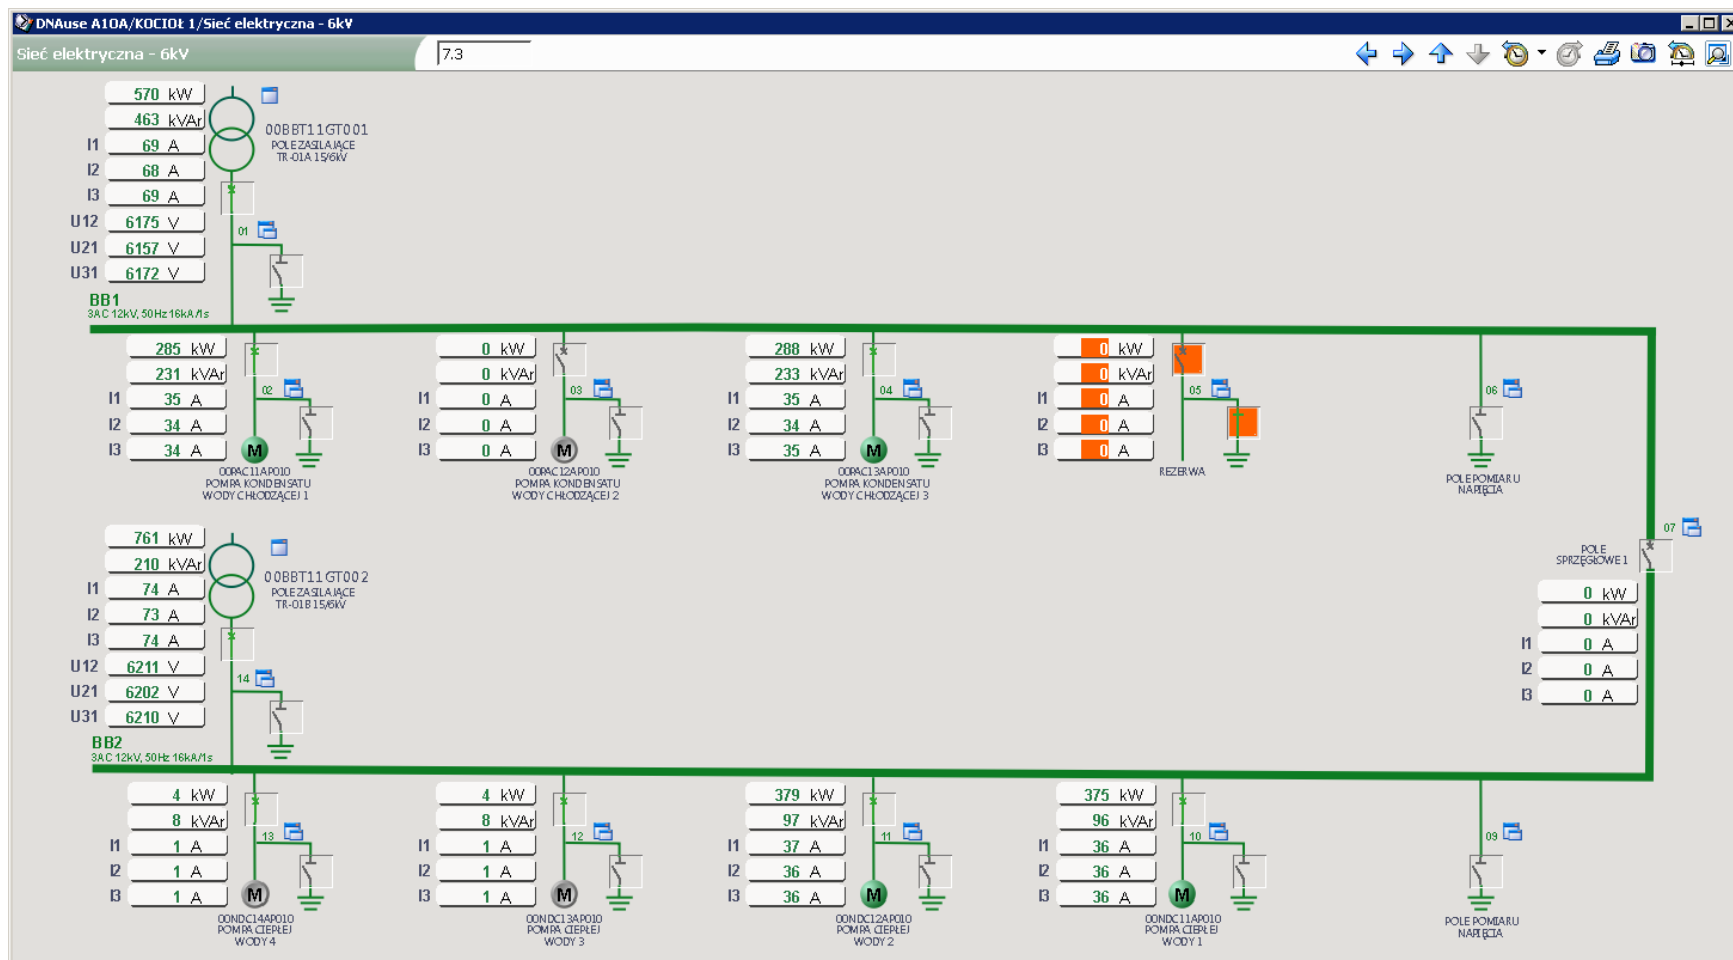 DNAuse A10A/KOCIOŁ 1/Sieć elektryczna - 6kV
Sieć elektryczna - 6kV
7.3
570 kW
463 kVAr
I1 69 A
I2 68 A
I3 69 A
U12 6175 V
U21 6157 V
U31 6172 V
00BBT11GT001
POLE ZASILAJĄCE
TR-01A 15/6kV
01
BB1
3AC 12kV, 50Hz 16kA/1s
285 kW
231 kVAr
I1 35 A
I2 34 A
I3 34 A
02
M
00PAC11AP010
POMPA KONDENSATU
WODY CHŁODZĄCEJ 1
0 kW
0 kVAr
I1 0 A
I2 0 A
I3 0 A
03
M
00PAC12AP010
POMPA KONDENSATU
WODY CHŁODZĄCEJ 2
288 kW
233 kVAr
I1 35 A
I2 34 A
I3 35 A
04
M
00PAC13AP010
POMPA KONDENSATU
WODY CHŁODZĄCEJ 3
0 kW
0 kVAr
I1 0 A
I2 0 A
I3 0 A
05
REZERWA
06
POLE POMIARU
NAPIĘCIA
07
POLE
SPRZĘGŁOWE 1
0 kW
0 kVAr
I1 0 A
I2 0 A
I3 0 A
761 kW
210 kVAr
I1 74 A
I2 73 A
I3 74 A
U12 6211 V
U21 6202 V
U31 6210 V
00BBT11GT002
POLE ZASILAJĄCE
TR-01B 15/6kV
14
BB2
3AC 12kV, 50Hz 16kA/1s
4 kW
8 kVAr
I1 1 A
I2 1 A
I3 1 A
13
M
00NDC14AP010
POMPA CIEPŁEJ
WODY 4
4 kW
8 kVAr
I1 1 A
I2 1 A
I3 1 A
12
M
00NDC13AP010
POMPA CIEPŁEJ
WODY 3
379 kW
97 kVAr
I1 37 A
I2 36 A
I3 36 A
11
M
00NDC12AP010
POMPA CIEPŁEJ
WODY 2
375 kW
96 kVAr
I1 36 A
I2 36 A
I3 36 A
10
M
00NDC11AP010
POMPA CIEPŁEJ
WODY 1
09
POLE POMIARU
NAPIĘCIA